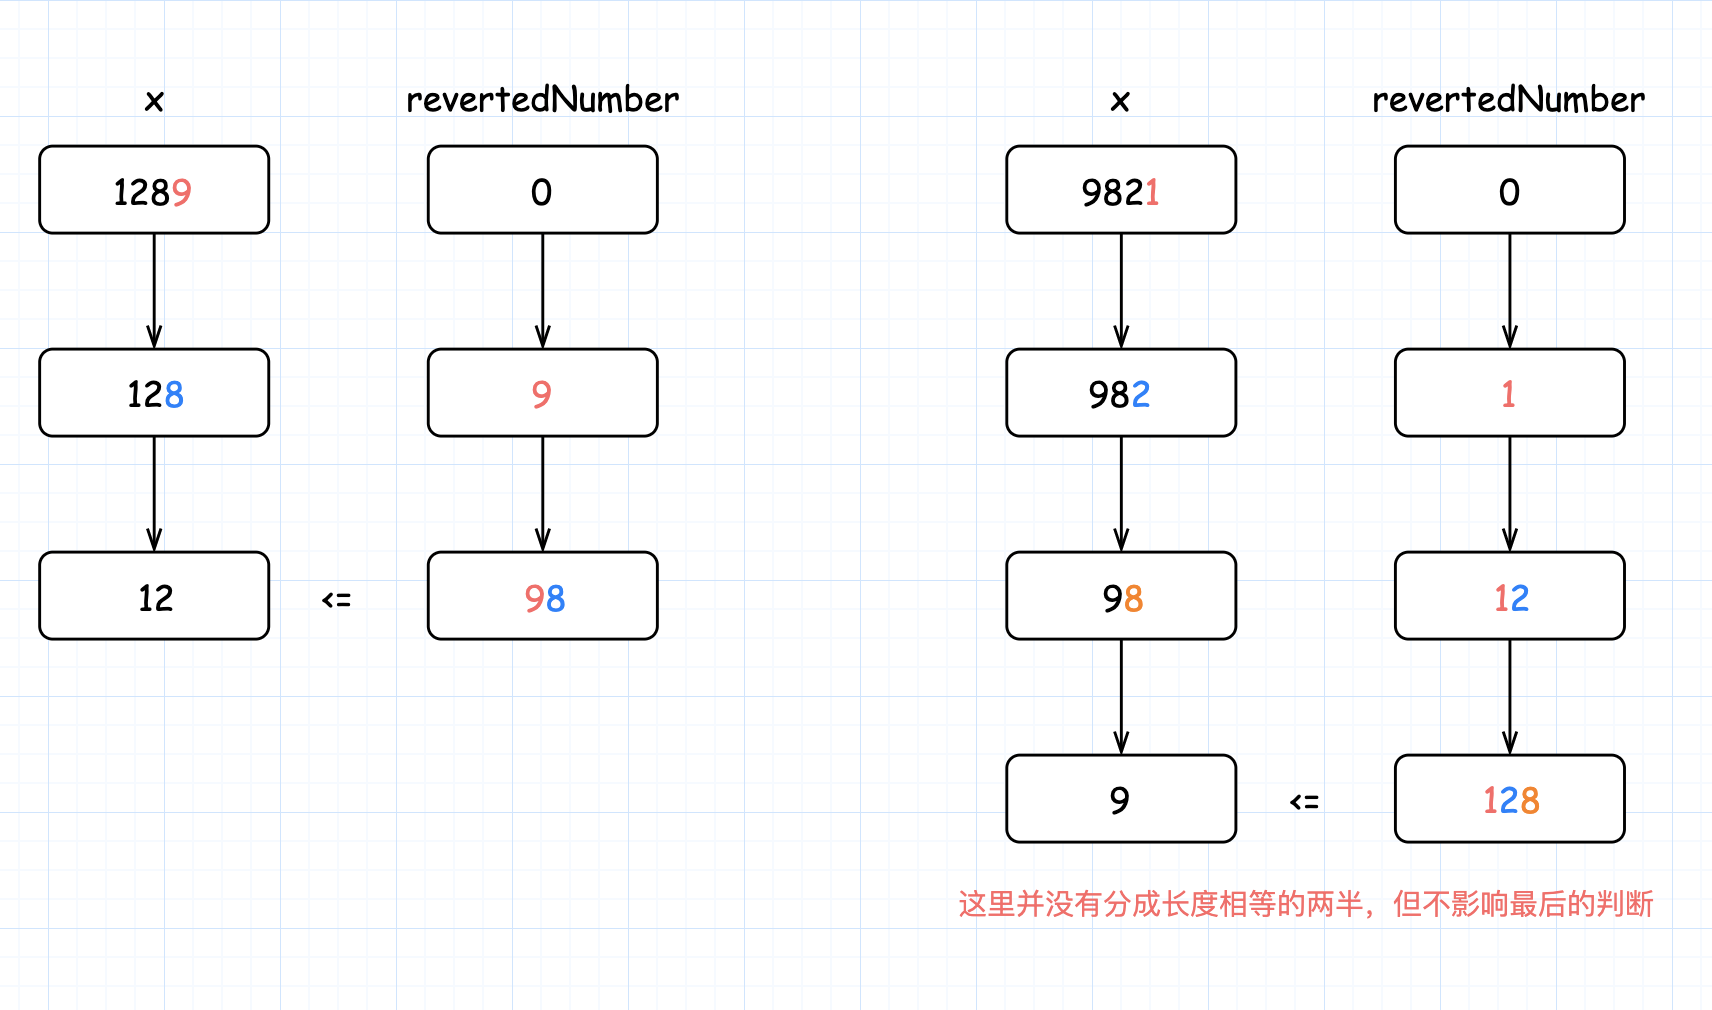 x revertedNumber x revertedNumber
1289 0 9821 0
128 9 982 1
12 <= 98 98 12
9 <= 128
这里并没有分成长度相等的两半，但不影响最后的判断